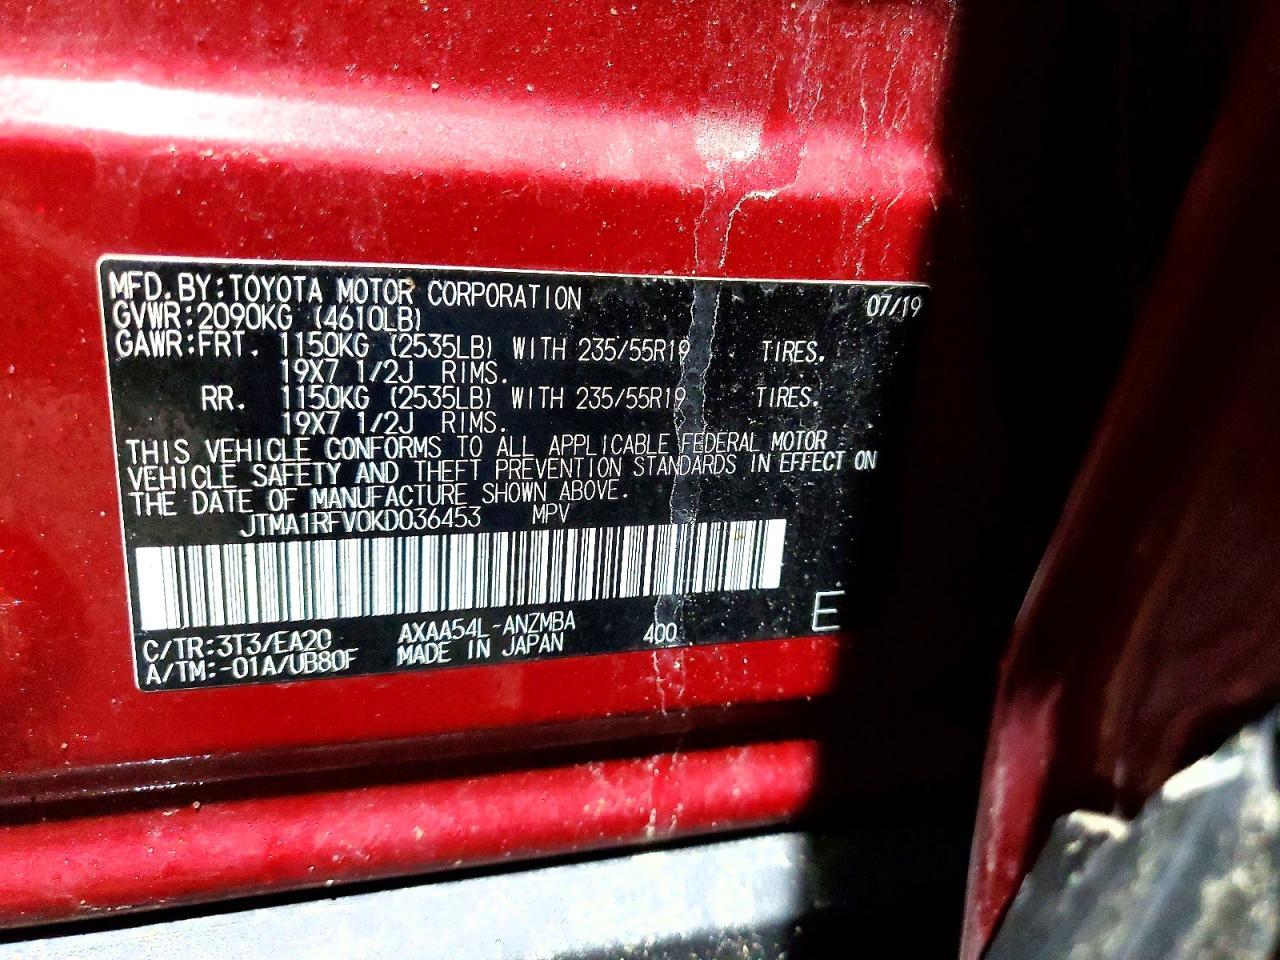 MFD. BY: TOYOTA MOTOR CORPORATION 07/19
GVWR: 2090KG (4610LB)
GAWR: FRT. 1150KG (2535LB) WITH 235/55R19 TIRES.
19X7 1/2J RIMS.
RR. 1150KG (2535LB) WITH 235/55R19 TIRES.
19X7 1/2J RIMS.
THIS VEHICLE CONFORMS TO ALL APPLICABLE FEDERAL MOTOR
VEHICLE SAFETY AND THEFT PREVENTION STANDARDS IN EFFECT ON
THE DATE OF MANUFACTURE SHOWN ABOVE.
JTMA1RFV0KD036453 MPV
E
C/TR: 3T3/EA20 AXAA54L-ANZMBA 400
A/TM: -01A/UB80F MADE IN JAPAN